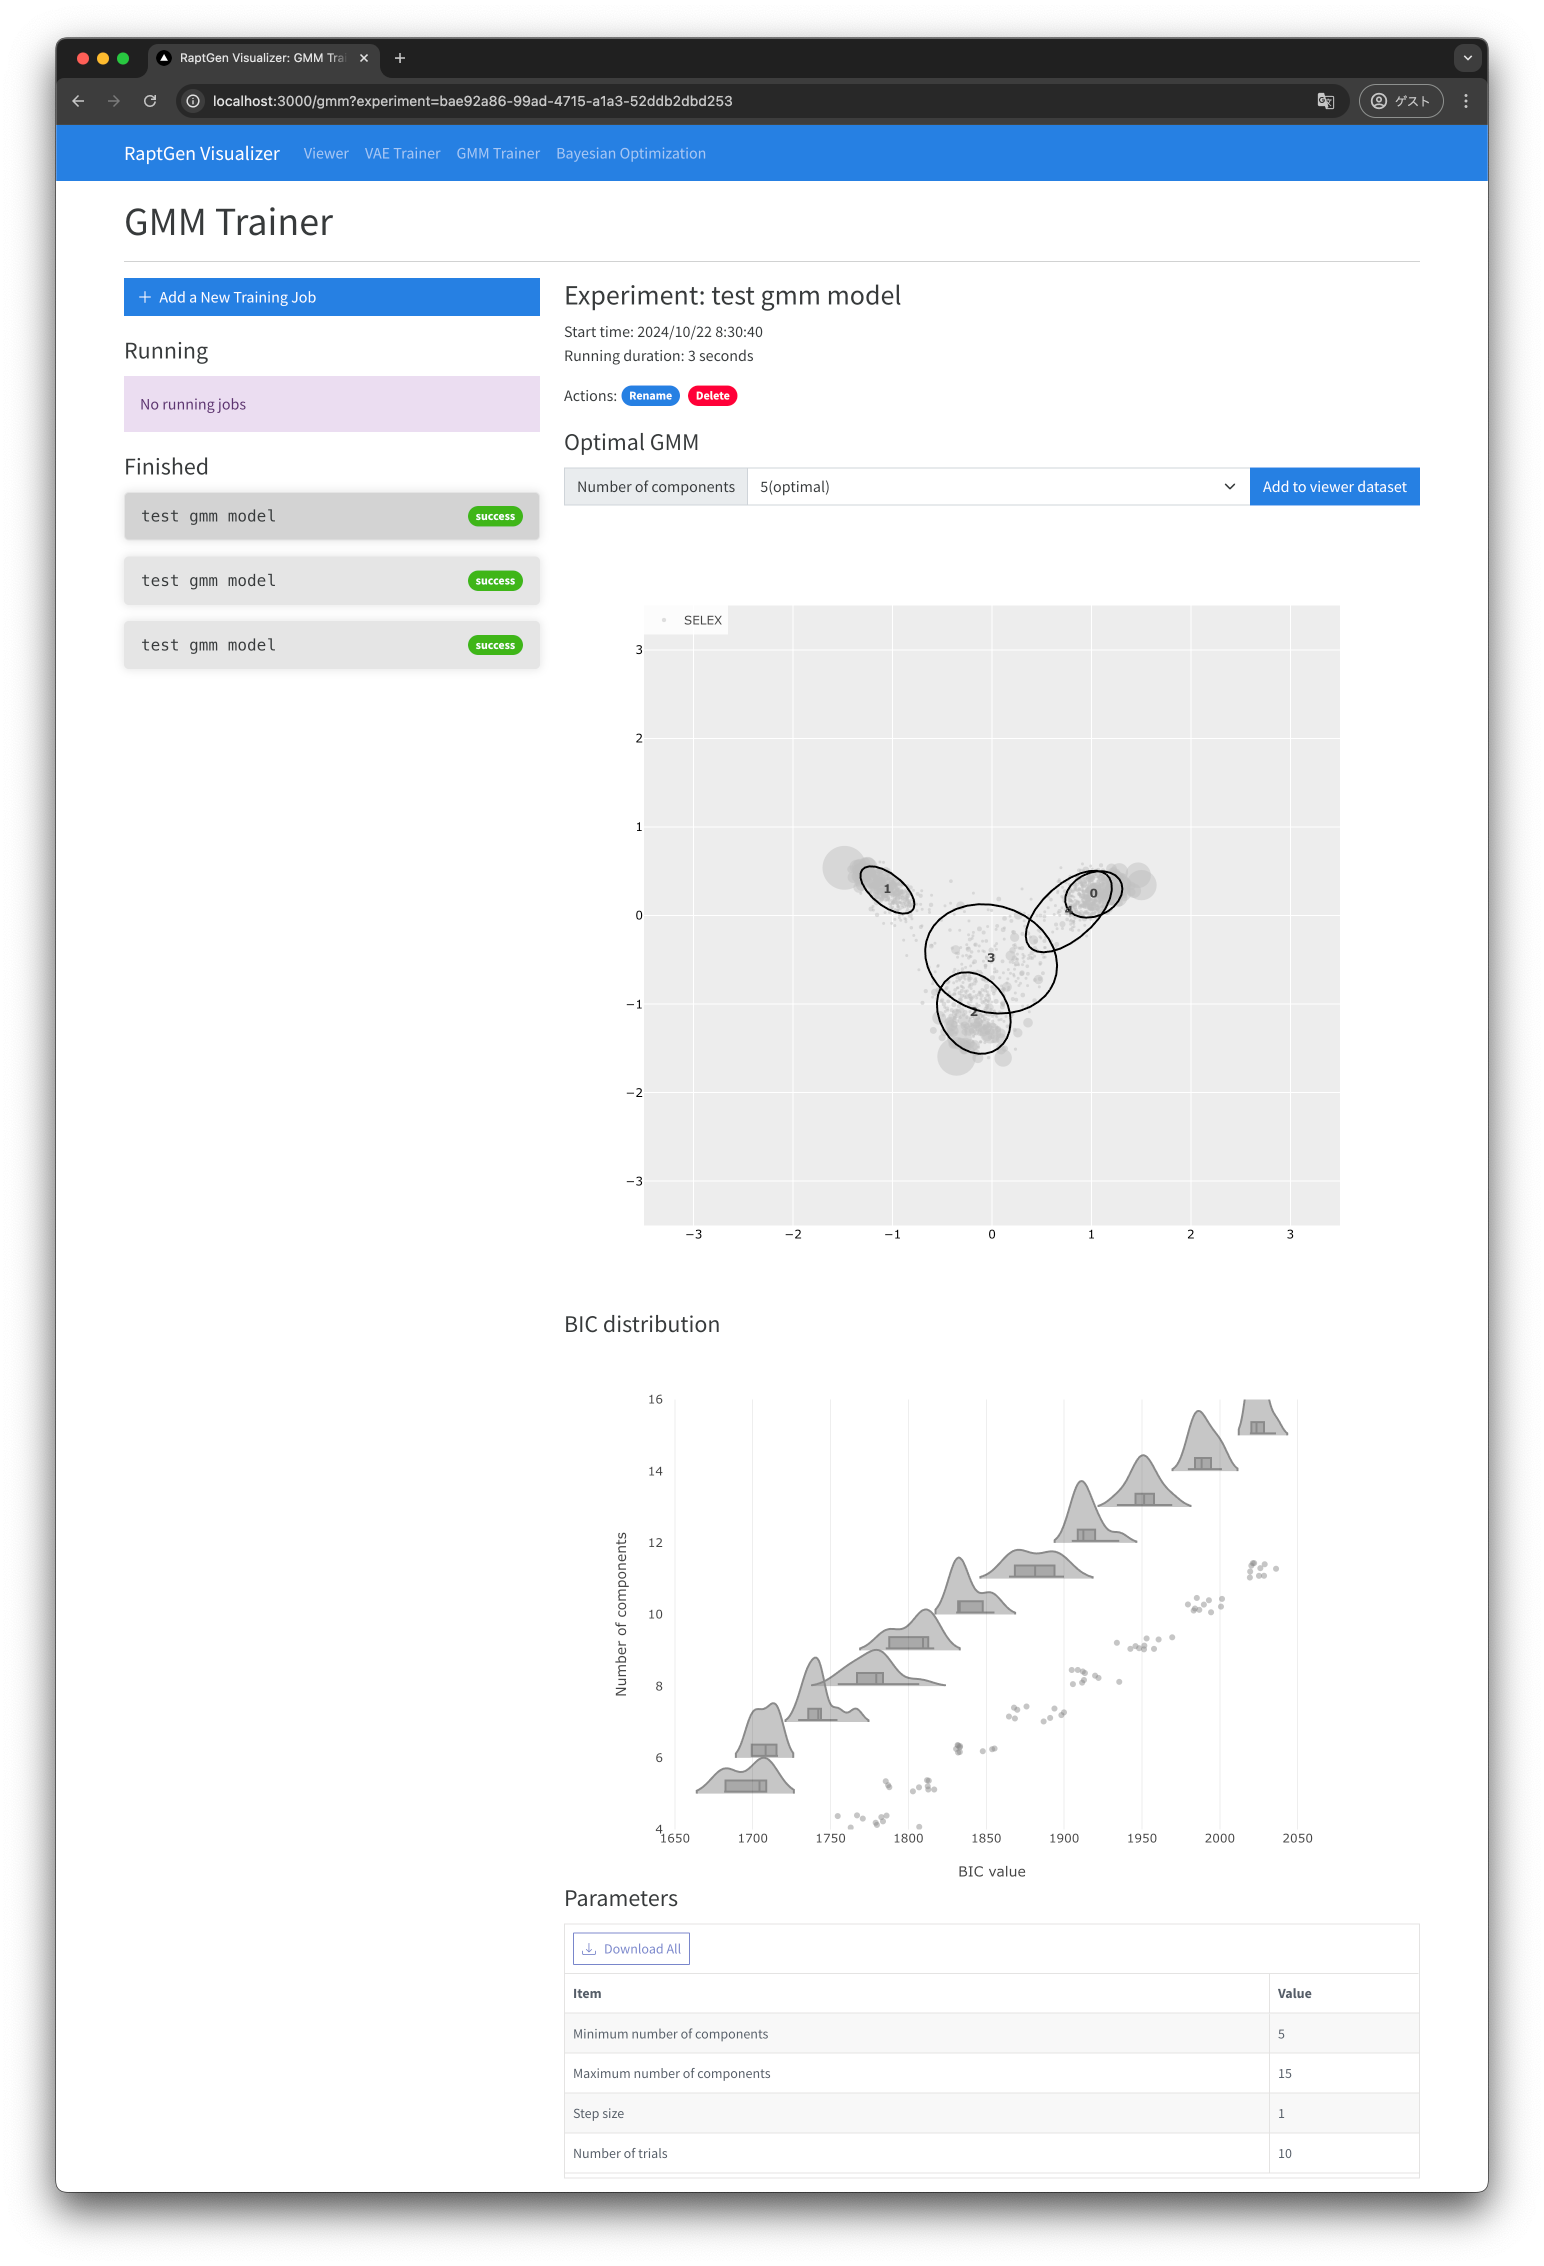 RaptGen Visualizer: GMM Trai
localhost:3000/gmm?experiment=bae92a86-99ad-4715-a1a3-52ddb2dbd253
ゲスト
RaptGen Visualizer Viewer VAE Trainer GMM Trainer Bayesian Optimization
GMM Trainer
Add a New Training Job
Running
No running jobs
Finished
test gmm model success
test gmm model success
test gmm model success
Experiment: test gmm model
Start time: 2024/10/22 8:30:40
Running duration: 3 seconds
Actions: Rename Delete
Optimal GMM
Number of components 5(optimal) Add to viewer dataset
SELEX
3
2
1
0
−1
−2
−3
1
0
4
3
2
−3 −2 −1 0 1 2 3
BIC distribution
16
14
12
10
8
6
4
Number of components
1650 1700 1750 1800 1850 1900 1950 2000 2050
BIC value
Parameters
Download All
Item Value
Minimum number of components 5
Maximum number of components 15
Step size 1
Number of trials 10